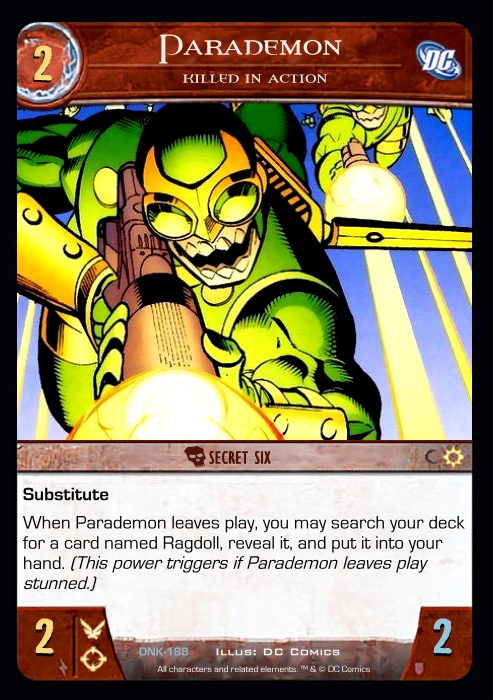 2
PARADEMON
KILLED IN ACTION
DC
SECRET SIX
C
Substitute
When Parademon leaves play, you may search your deck
for a card named Ragdoll, reveal it, and put it into your
hand. (This power triggers if Parademon leaves play
stunned.)
2
2
DNK-188 ILLUS: DC COMICS
All characters and related elements: ™ & © DC Comics